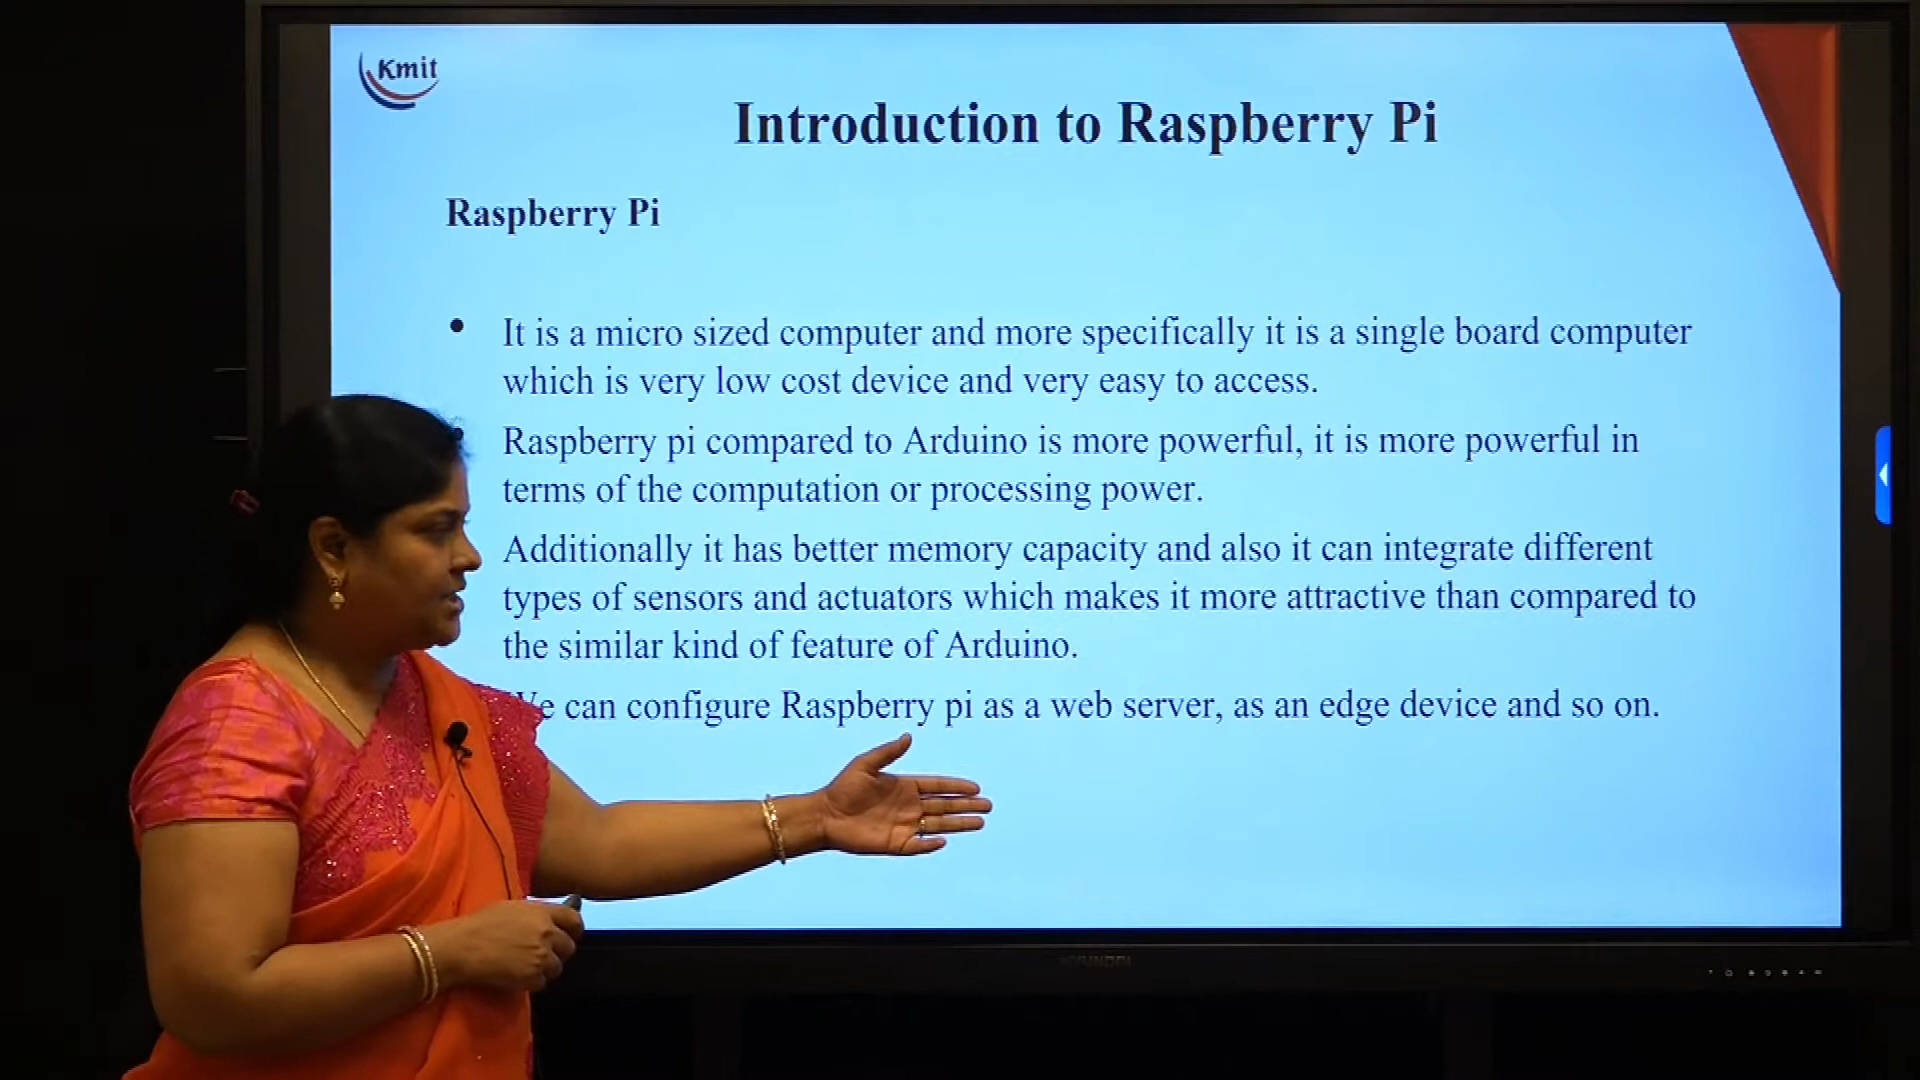 Kmit
Introduction to Raspberry Pi
Raspberry Pi
• It is a micro sized computer and more specifically it is a single board computer
which is very low cost device and very easy to access.
Raspberry pi compared to Arduino is more powerful, it is more powerful in
terms of the computation or processing power.
Additionally it has better memory capacity and also it can integrate different
types of sensors and actuators which makes it more attractive than compared to
the similar kind of feature of Arduino.
We can configure Raspberry pi as a web server, as an edge device and so on.
HYUNDAI